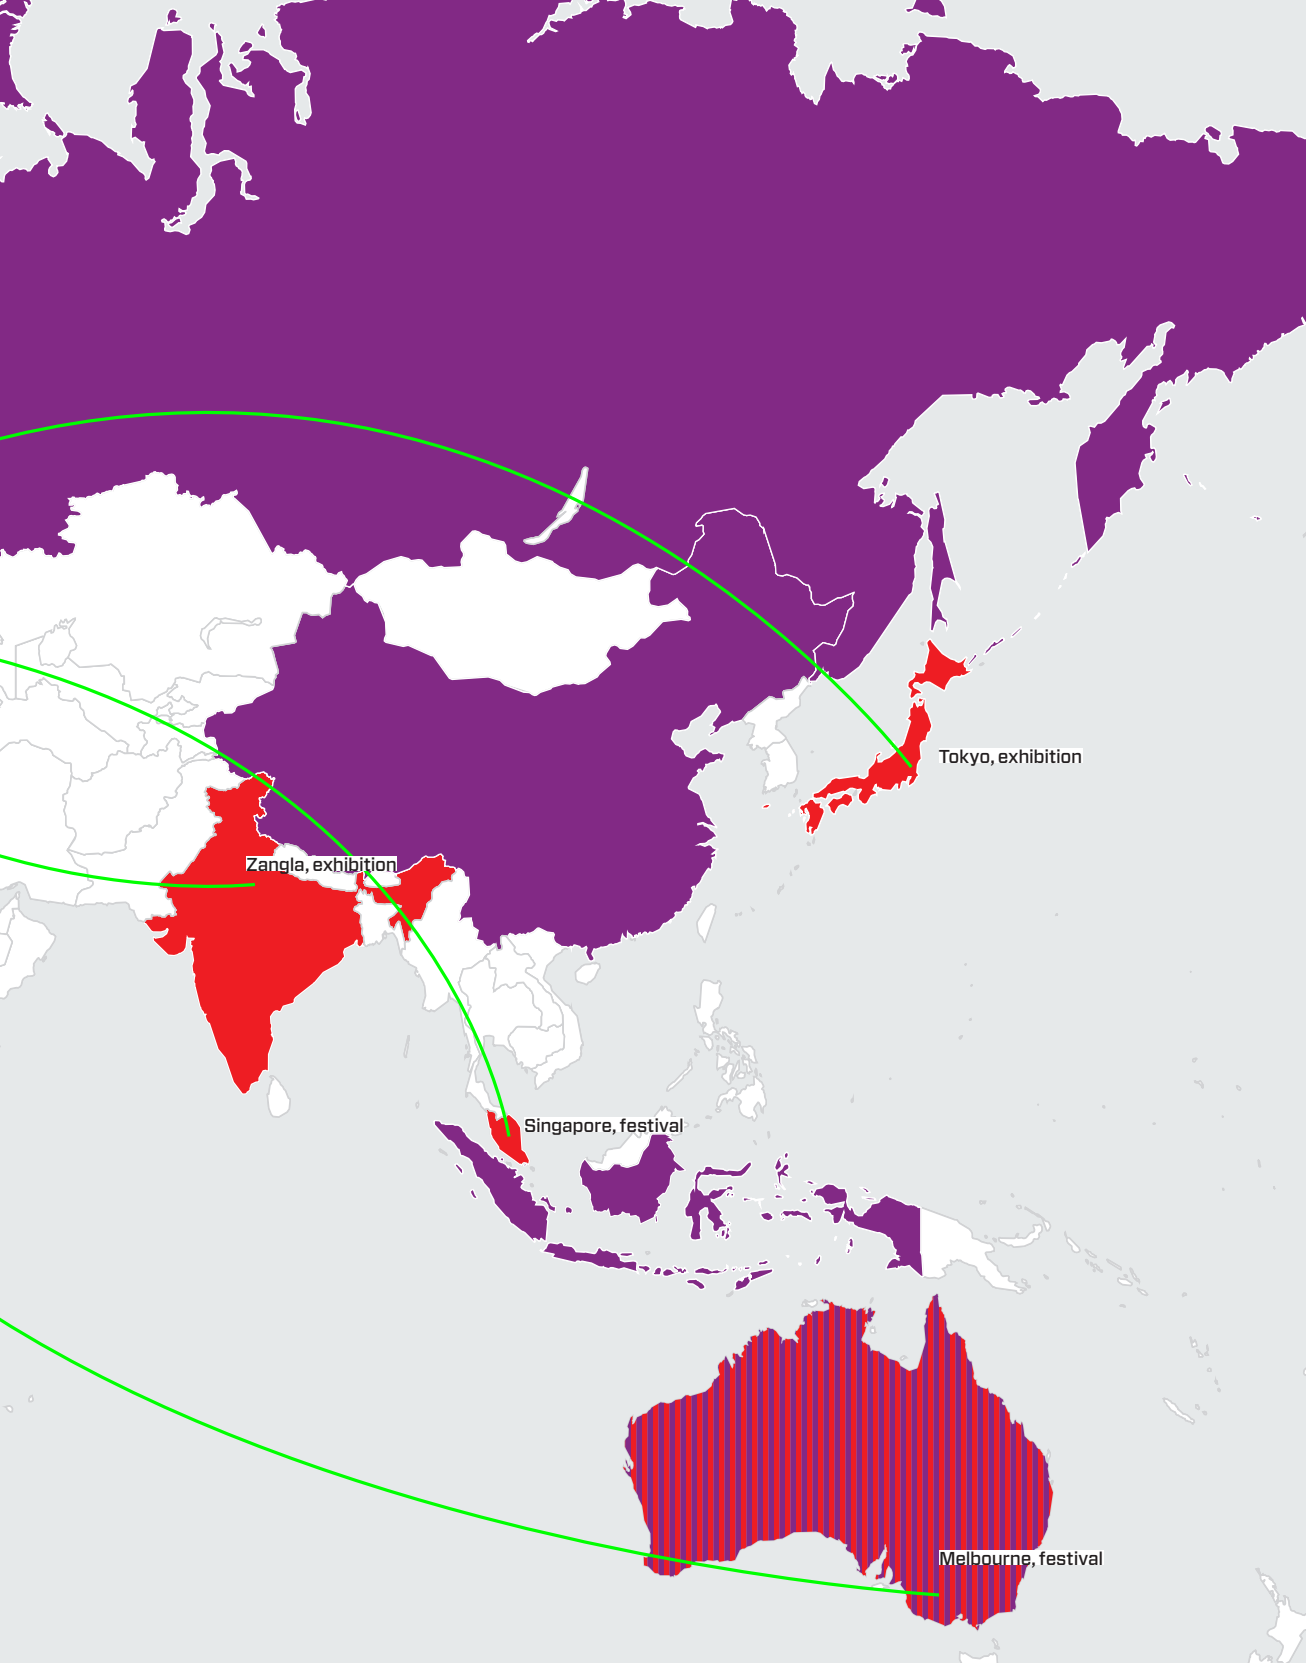 Tokyo, exhibition
Zangla, exhibition
Singapore, festival
Melbourne, festival